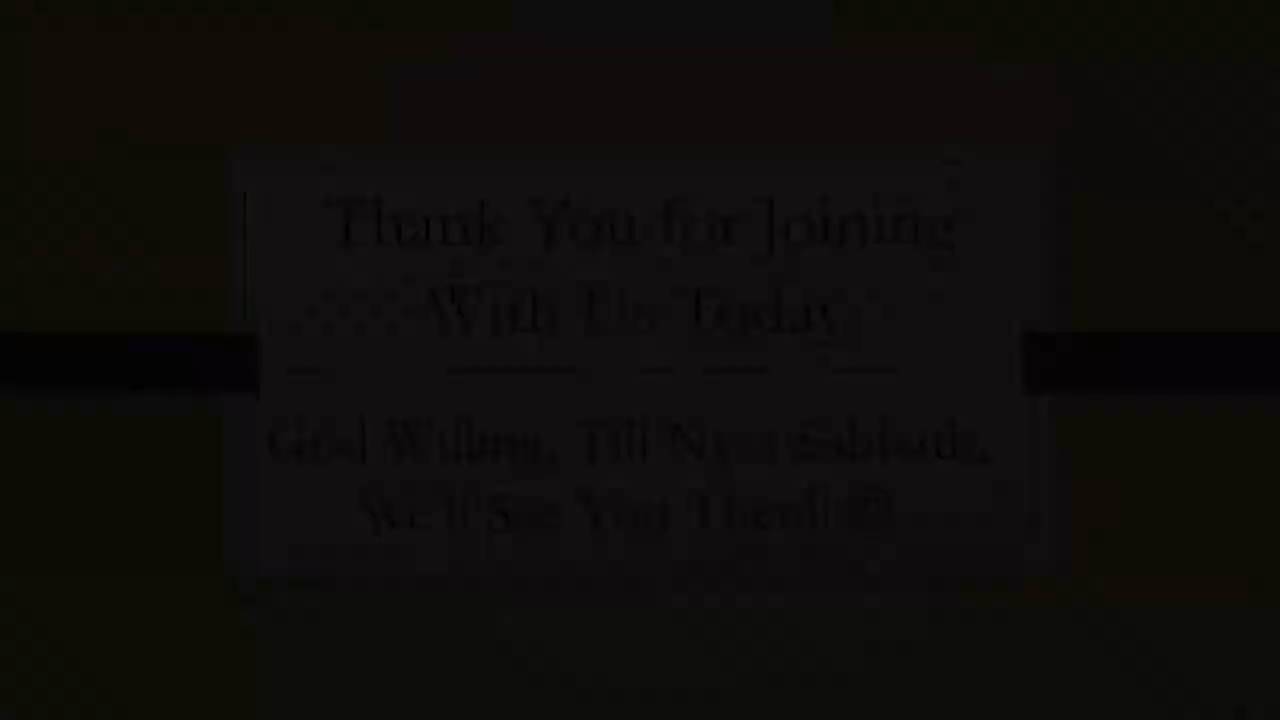 Thank You for Joining
With Us Today
God Willing, Till Next Sabbath,
We'll See You Then!!